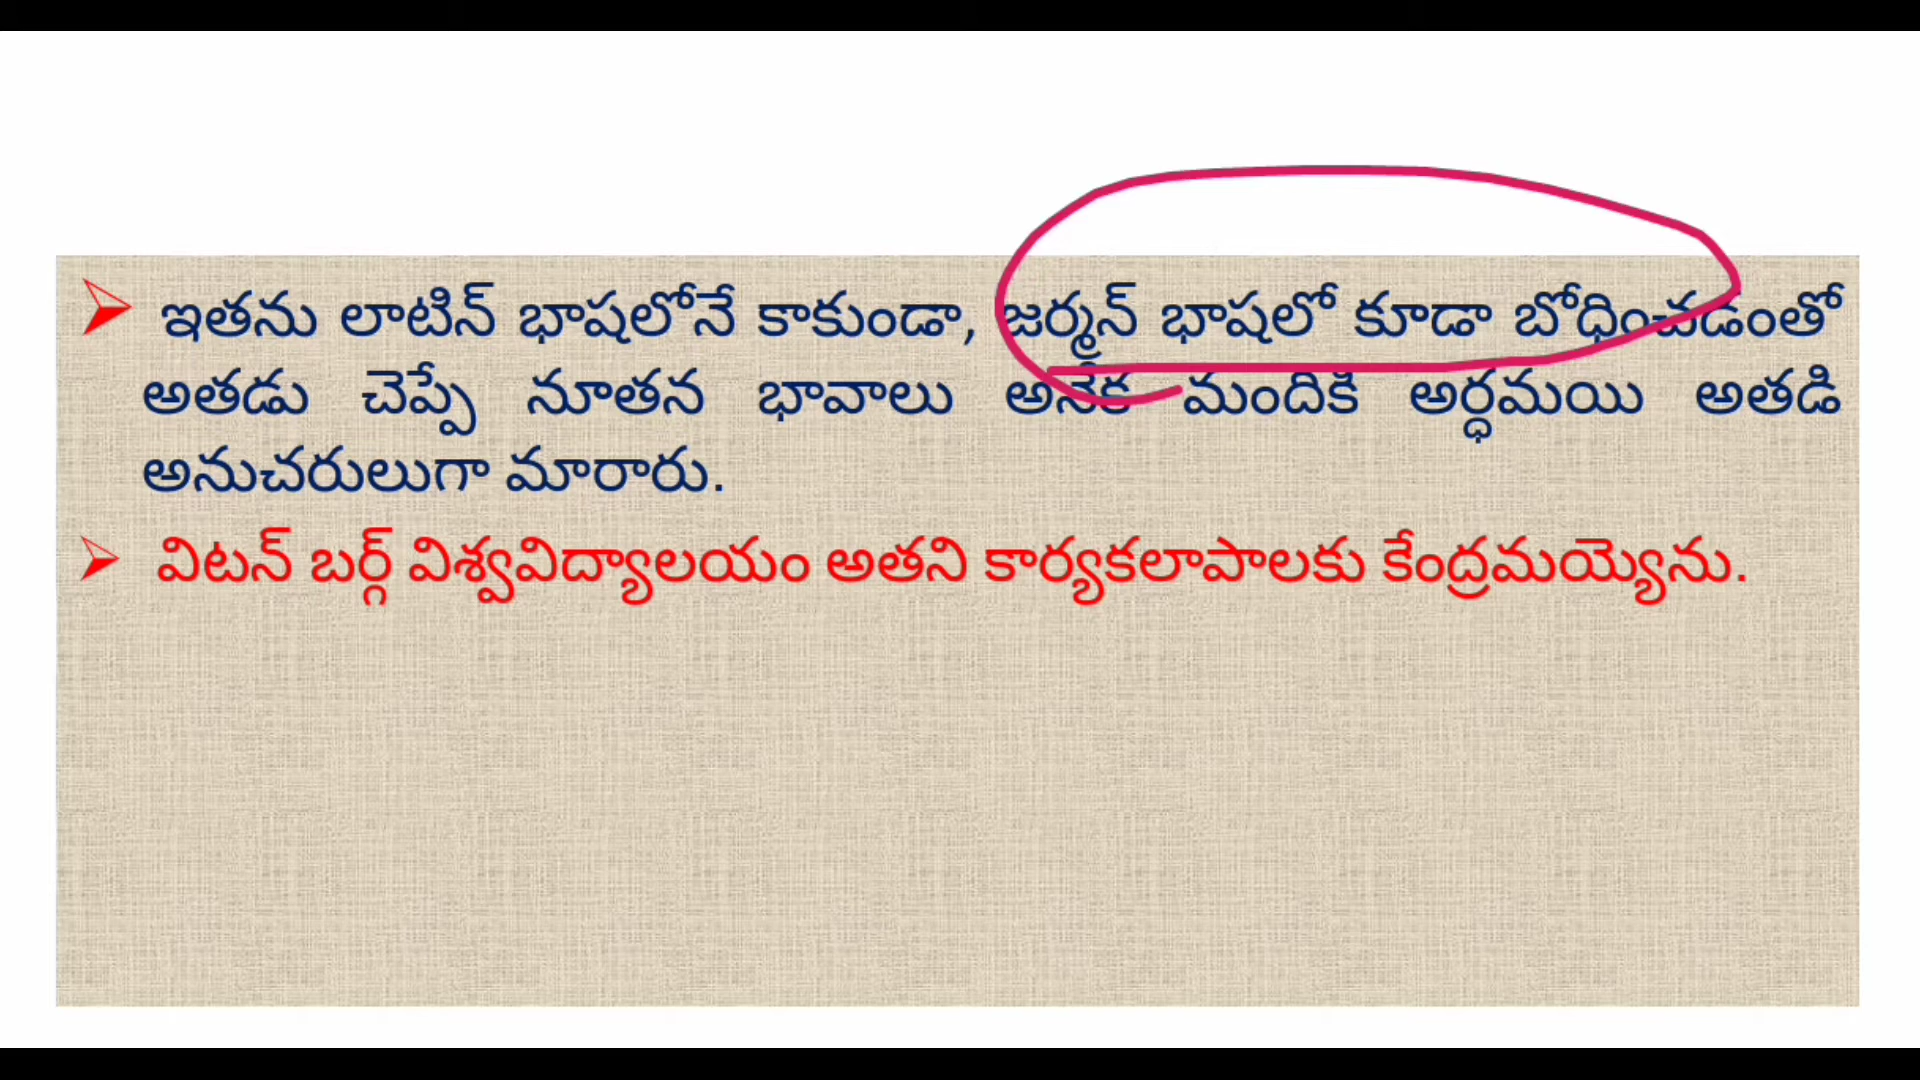 ఇతను లాటిన్ భాషలోనే కాకుండా, జర్మన్ భాషలో కూడా బోధించడంతో
అతడు చెప్పే నూతన భావాలు అనేక మందికి అర్ధమయి అతడి
అనుచరులుగా మారారు.
విటన్ బర్గ్ విశ్వవిద్యాలయం అతని కార్యకలాపాలకు కేంద్రమయ్యెను.